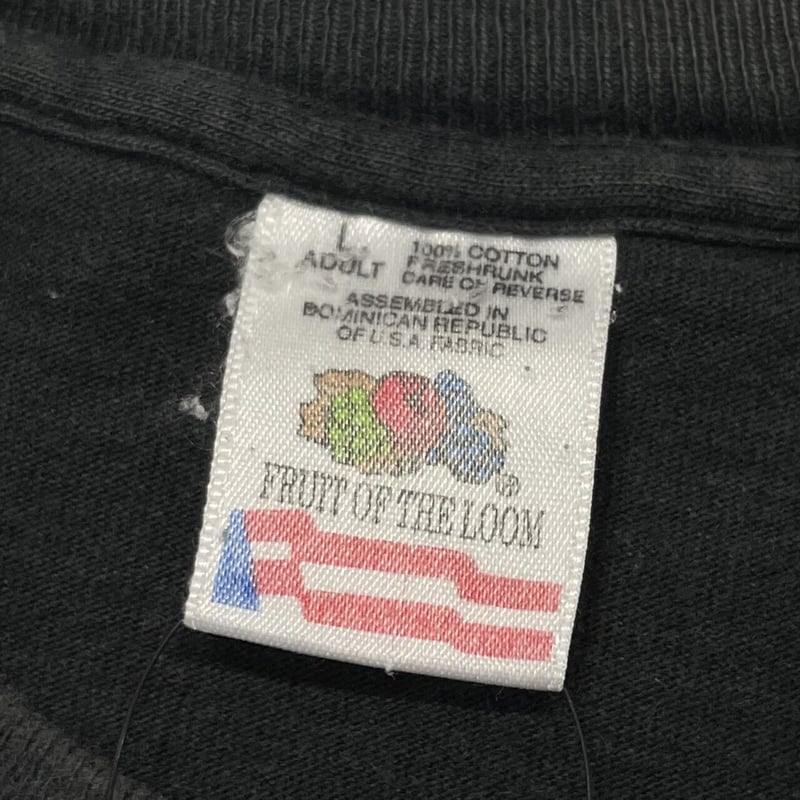 L. 100% COTTON
ADULT FRESHRUNK
CARE ON REVERSE
ASSEMBLED IN
DOMINICAN REPUBLIC
OF U.S.A. FABRIC
®
FRUIT OF THE LOOM